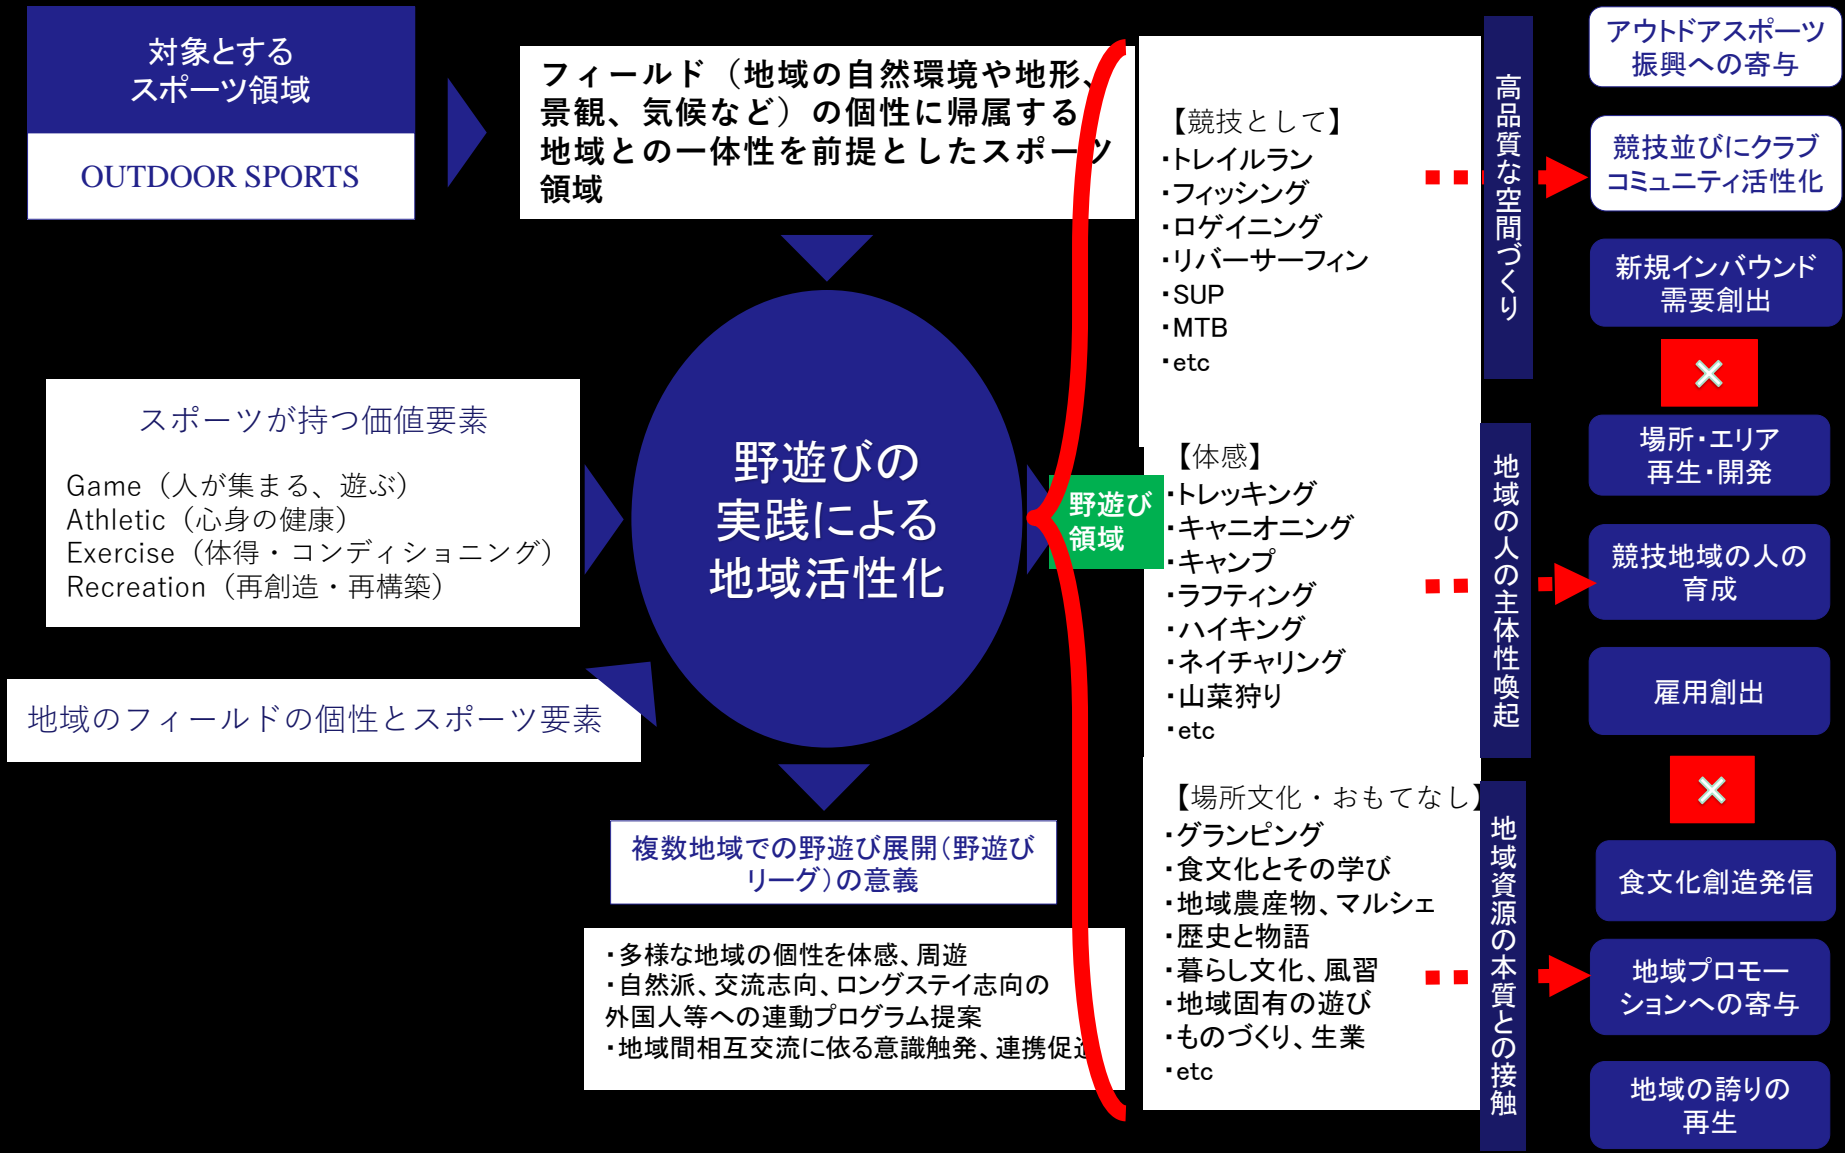 対象とする
スポーツ領域
OUTDOOR SPORTS
フィールド（地域の自然環境や地形、
景観、気候など）の個性に帰属する
地域との一体性を前提としたスポーツ
領域
スポーツが持つ価値要素
Game（人が集まる、遊ぶ）
Athletic（心身の健康）
Exercise（体得・コンディショニング）
Recreation（再創造・再構築）
地域のフィールドの個性とスポーツ要素
野遊びの
実践による
地域活性化
複数地域での野遊び展開（野遊び
リーグ）の意義
・多様な地域の個性を体感、周遊
・自然派、交流志向、ロングステイ志向の
外国人等への連動プログラム提案
・地域間相互交流に依る意識触発、連携促進
野遊び
領域
【競技として】
・トレイルラン
・フィッシング
・ロゲイニング
・リバーサーフィン
・SUP
・MTB
・etc
【体感】
・トレッキング
・キャニオニング
・キャンプ
・ラフティング
・ハイキング
・ネイチャリング
・山菜狩り
・etc
【場所文化・おもてなし】
・グランピング
・食文化とその学び
・地域農産物、マルシェ
・歴史と物語
・暮らし文化、風習
・地域固有の遊び
・ものづくり、生業
・etc
高品質な空間づくり
地域の人の主体性喚起
地域資源の本質との接触
アウトドアスポーツ
振興への寄与
競技並びにクラブ
コミュニティ活性化
新規インバウンド
需要創出
×
場所・エリア
再生・開発
競技地域の人の
育成
雇用創出
×
食文化創造発信
地域プロモー
ションへの寄与
地域の誇りの
再生